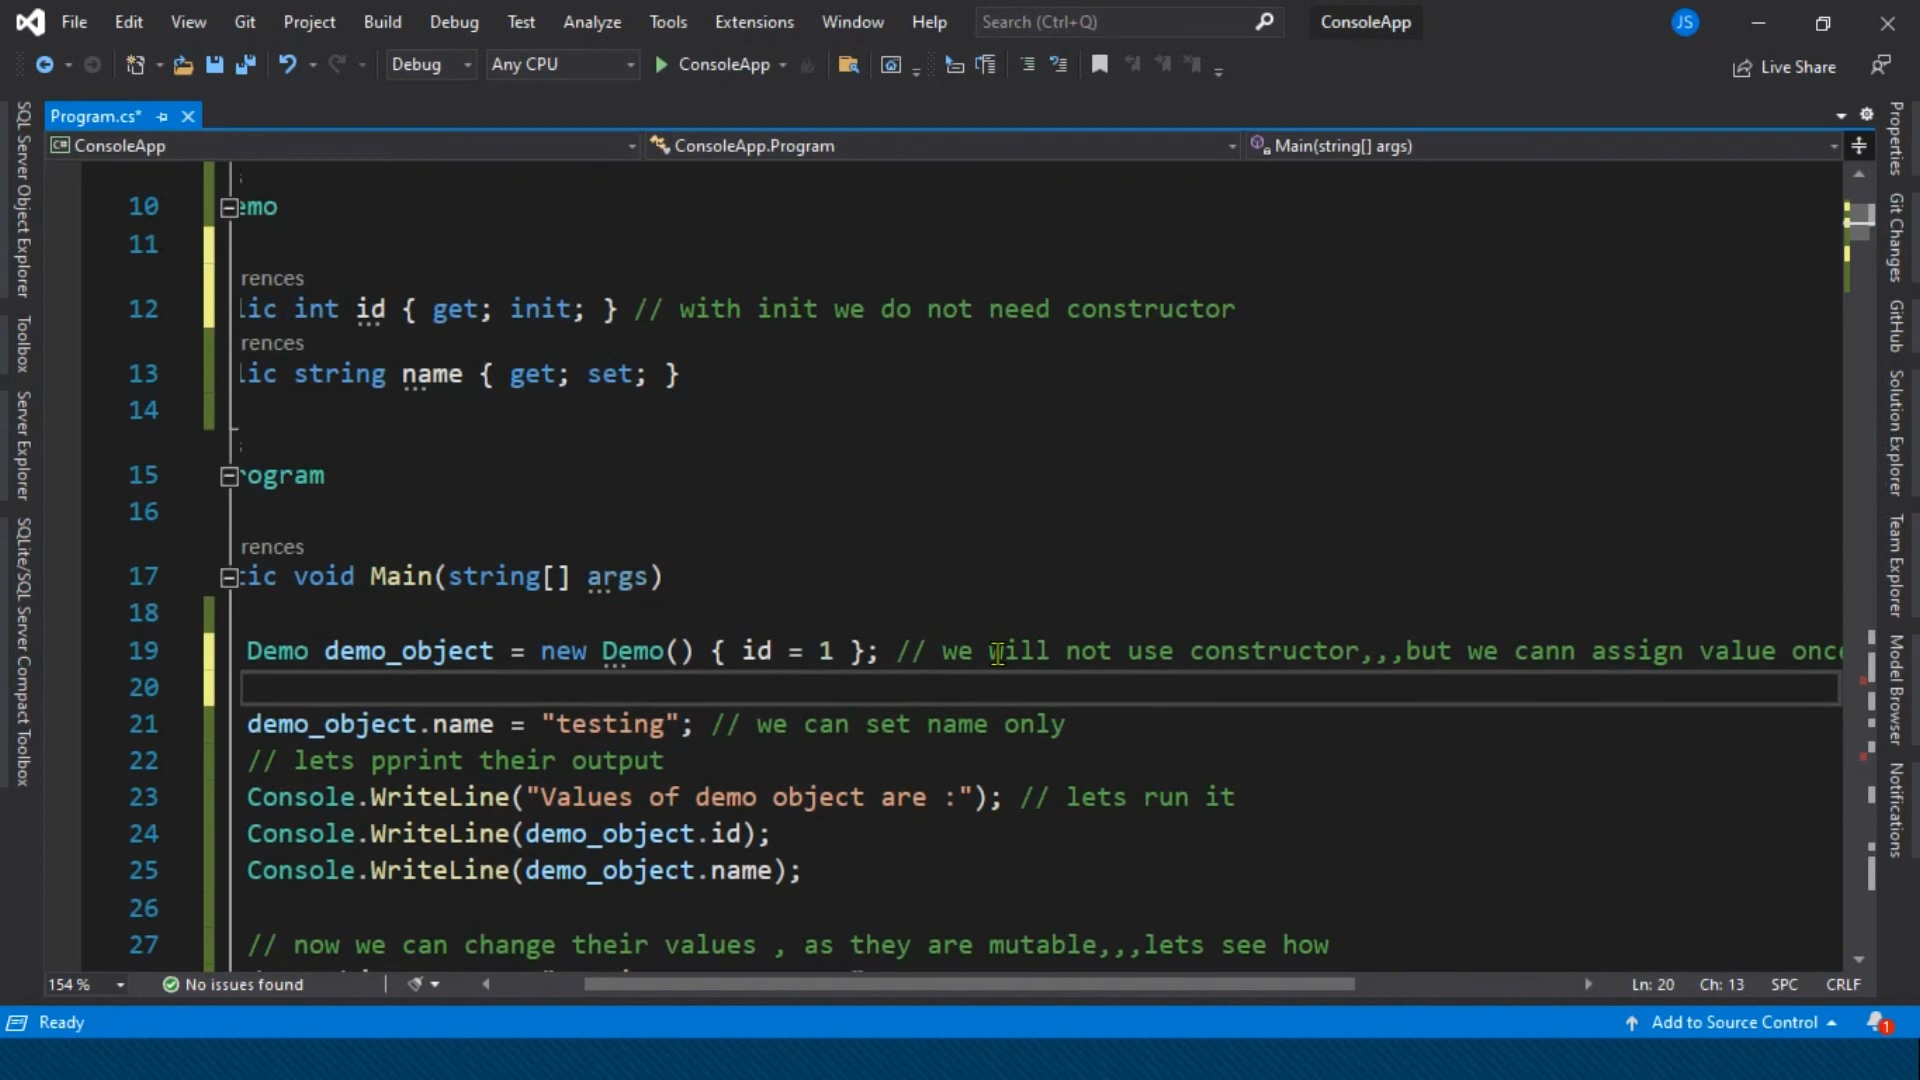 File Edit View Git Project Build Debug Test Analyze Tools Extensions Window Help Search (Ctrl+Q) ConsoleApp JS
Debug Any CPU ConsoleApp Live Share
Program.cs*
C# ConsoleApp ConsoleApp.Program Main(string[] args)
SQL Server Object Explorer
Toolbox
Server Explorer
SQLite/SQL Server Compact Toolbox
10 emo
11
rences
12 lic int id { get; init; } // with init we do not need constructor
rences
13 lic string name { get; set; }
14
15 rogram
16
rences
17 tic void Main(string[] args)
18
19 Demo demo_object = new Demo() { id = 1 }; // we will not use constructor,,,but we cann assign value once
20
21 demo_object.name = "testing"; // we can set name only
22 // lets pprint their output
23 Console.WriteLine("Values of demo object are :"); // lets run it
24 Console.WriteLine(demo_object.id);
25 Console.WriteLine(demo_object.name);
26
27 // now we can change their values , as they are mutable,,,lets see how
Properties
Git Changes
GitHub
Solution Explorer
Team Explorer
Model Browser
Notifications
154 % No issues found Ln: 20 Ch: 13 SPC CRLF
Ready Add to Source Control 1